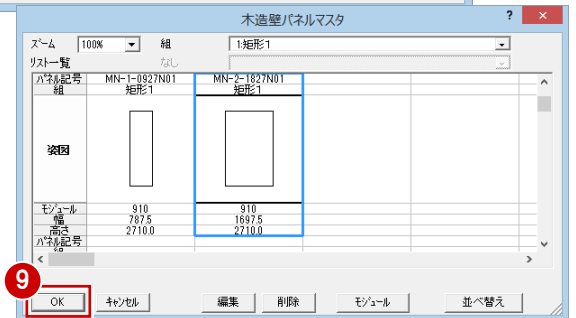 木造壁パネルマスタ ? ×
ズーム 100% 組 1:矩形1
リスト一覧 なし
パネル記号 MN-1-0927N01 MN-2-1827N01
組 矩形1 矩形1
姿図
モジュール 910 910
幅 787.5 1697.5
高さ 2710.0 2710.0
パネル記号
組
9
OK キャンセル 編集 削除 モジュール 並べ替え